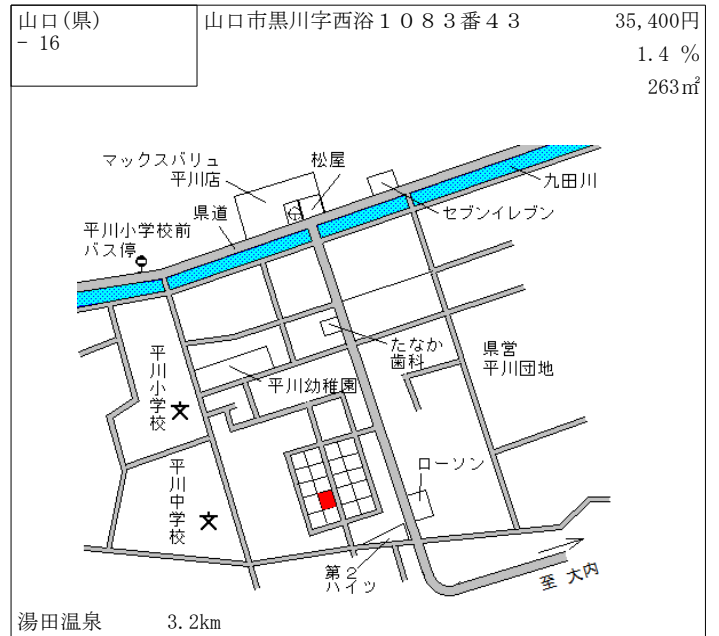 山口(県)
－ 16
山口市黒川字西浴１０８３番４３
35,400円
1.4 %
263㎡
マックスバリュ
平川店
松屋
九田川
セブンイレブン
県道
平川小学校前
バス停
平川小学校
たなか
歯科
県営
平川団地
平川幼稚園
平川中学校
ローソン
第２
ハイツ
至 大内
湯田温泉 3.2km